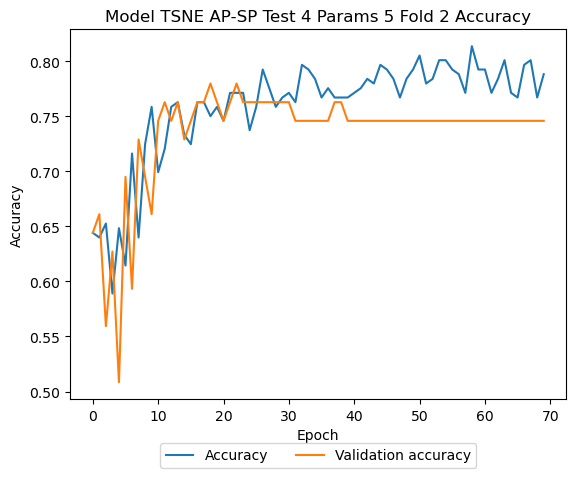 Model TSNE AP-SP Test 4 Params 5 Fold 2 Accuracy
0.80
0.75
0.70
0.65
0.60
0.55
0.50
Accuracy
0 10 20 30 40 50 60 70
Epoch
Accuracy Validation accuracy